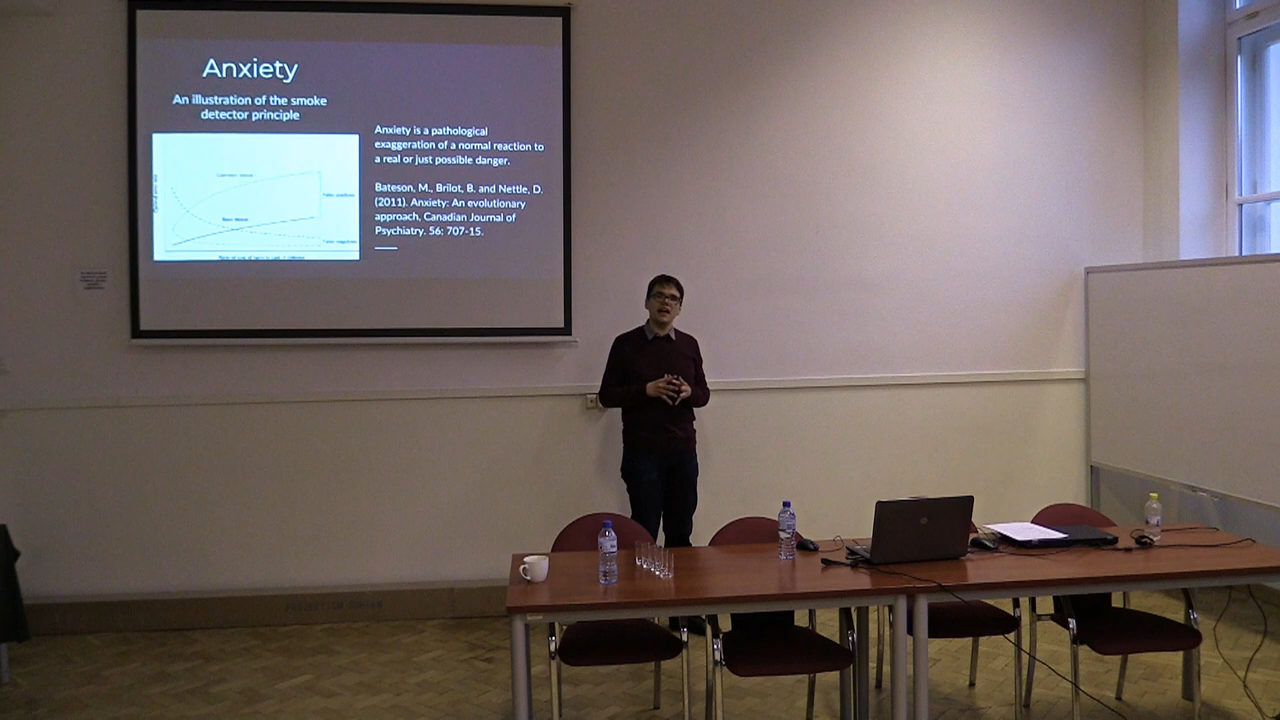 Anxiety
An illustration of the smoke
detector principle
Anxiety is a pathological
exaggeration of a normal reaction to
a real or just possible danger.
Bateson, M., Brilot, B. and Nettle, D.
(2011). Anxiety: An evolutionary
approach, Canadian Journal of
Psychiatry. 56: 707-15.